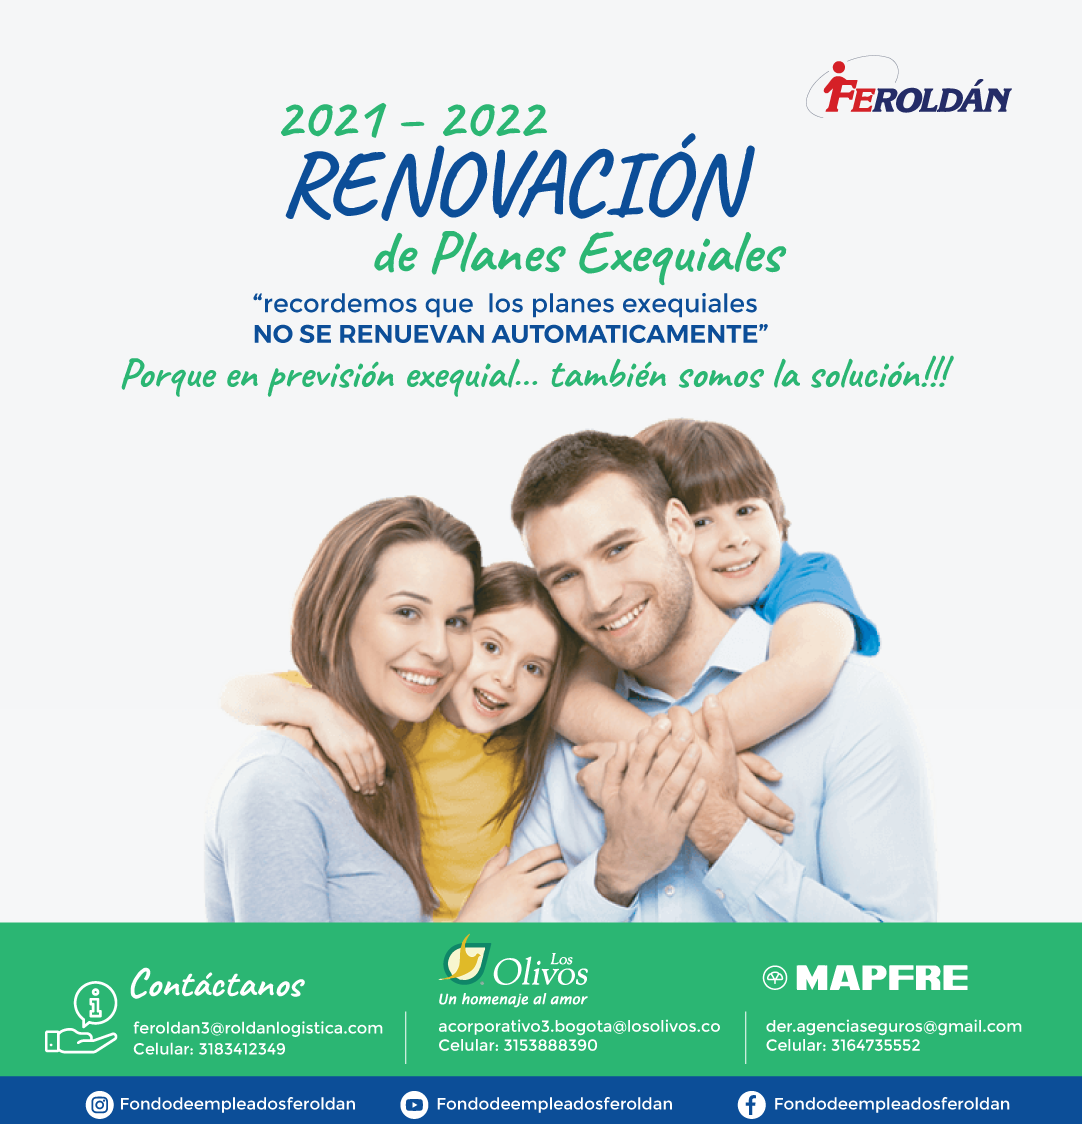 FEROLDÁN
2021 – 2022
RENOVACIÓN
de Planes Exequiales
“recordemos que los planes exequiales
NO SE RENUEVAN AUTOMATICAMENTE”
Porque en previsión exequial... también somos la solución!!!
Contáctanos
feroldan3@roldanlogistica.com
Celular: 3183412349
Los
Olivos
Un homenaje al amor
acorporativo3.bogota@losolivos.co
Celular: 3153888390
MAPFRE
der.agenciaseguros@gmail.com
Celular: 3164735552
Fondodeempleadosferoldan
Fondodeempleadosferoldan
Fondodeempleadosferoldan